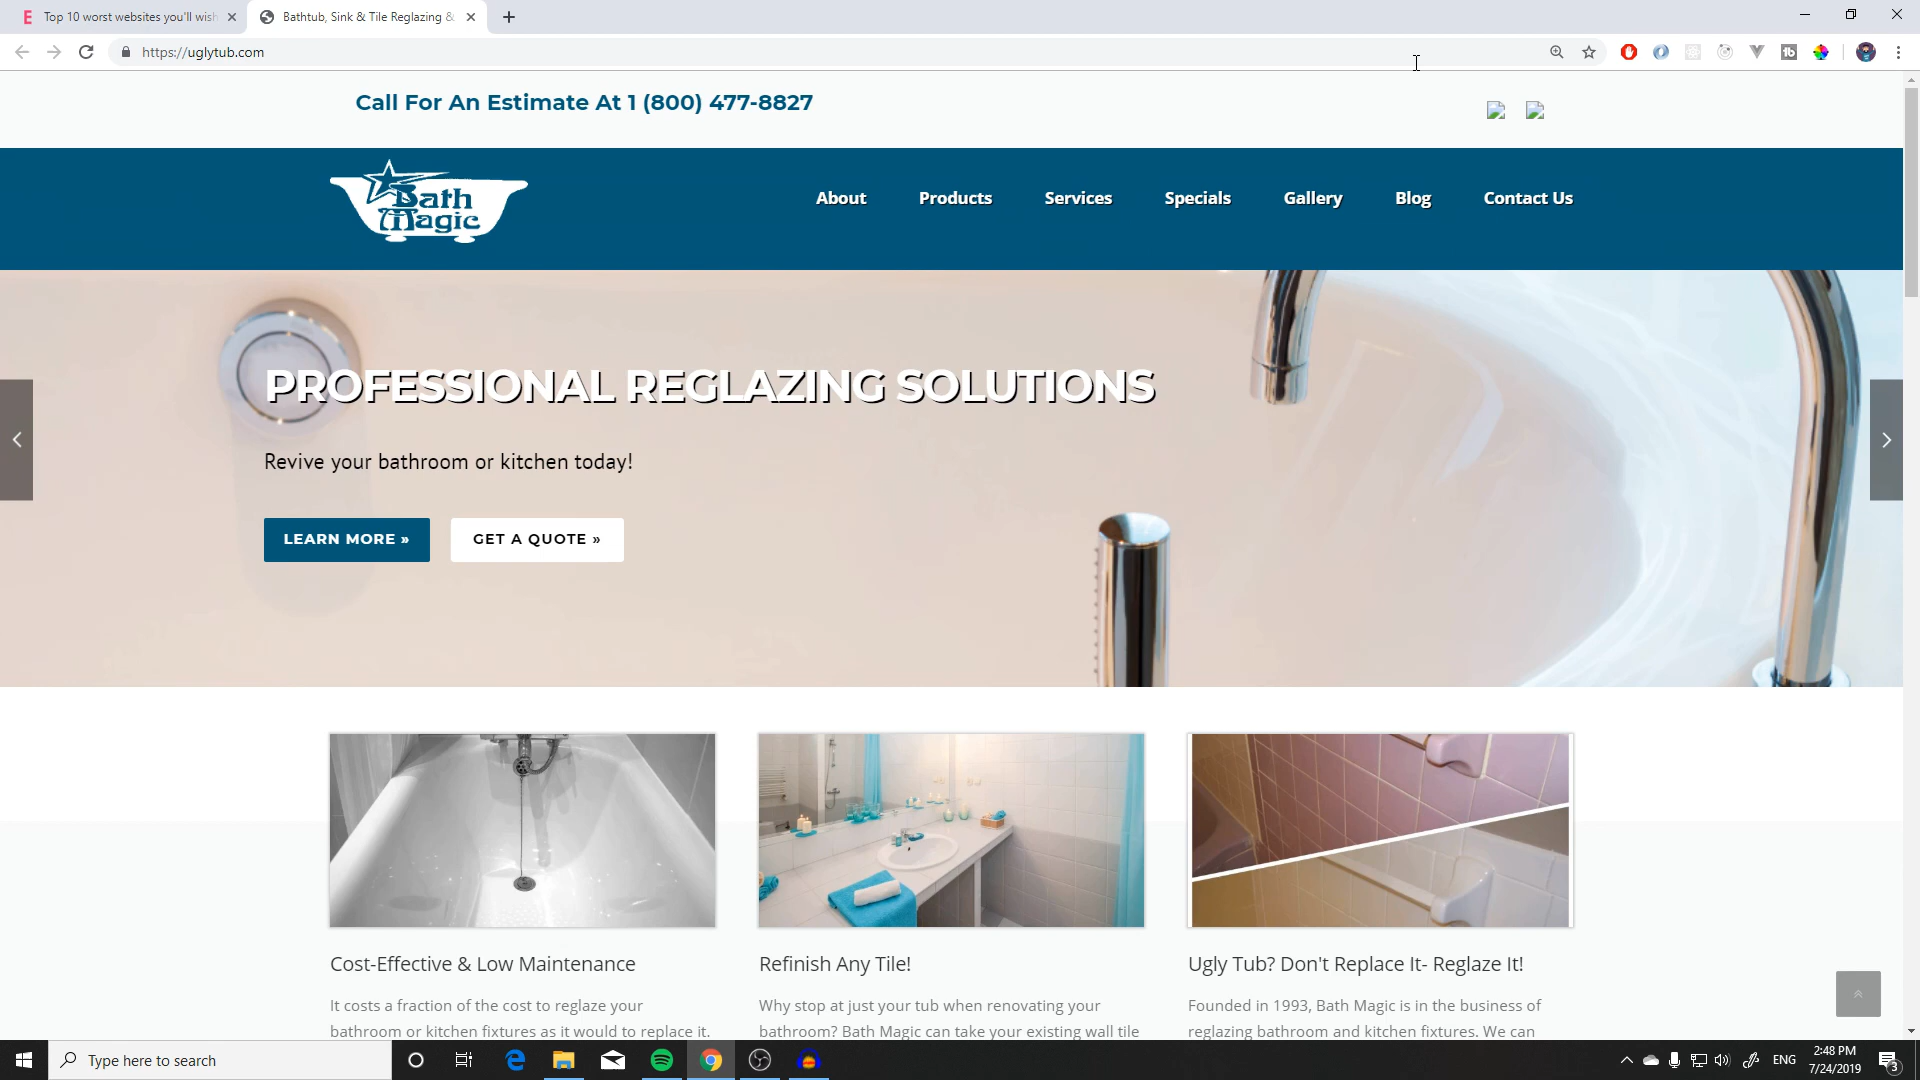 Top 10 worst websites you'll wish
Bathtub, Sink & Tile Reglazing &
https://uglytub.com
Call For An Estimate At 1 (800) 477-8827
Bath
Magic
About
Products
Services
Specials
Gallery
Blog
Contact Us
PROFESSIONAL REGLAZING SOLUTIONS
Revive your bathroom or kitchen today!
LEARN MORE »
GET A QUOTE »
Cost-Effective & Low Maintenance
It costs a fraction of the cost to reglaze your
bathroom or kitchen fixtures as it would to replace it.
Refinish Any Tile!
Why stop at just your tub when renovating your
bathroom? Bath Magic can take your existing wall tile
Ugly Tub? Don't Replace It- Reglaze It!
Founded in 1993, Bath Magic is in the business of
reglazing bathroom and kitchen fixtures. We can
Type here to search
ENG
2:48 PM
7/24/2019
3